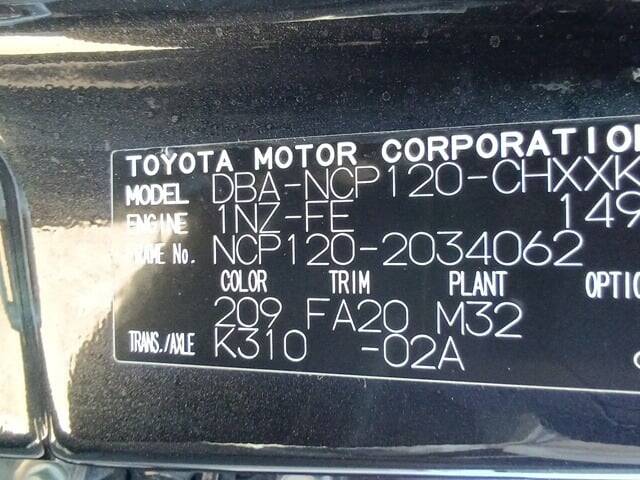 TOYOTA MOTOR CORPORATION
MODEL DBA-NCP120-CHXXK
ENGINE 1NZ-FE 149
No. NCP120-2034062
COLOR TRIM PLANT OPTIO
209 FA20 M32
TRANS./AXLE K310 -02A